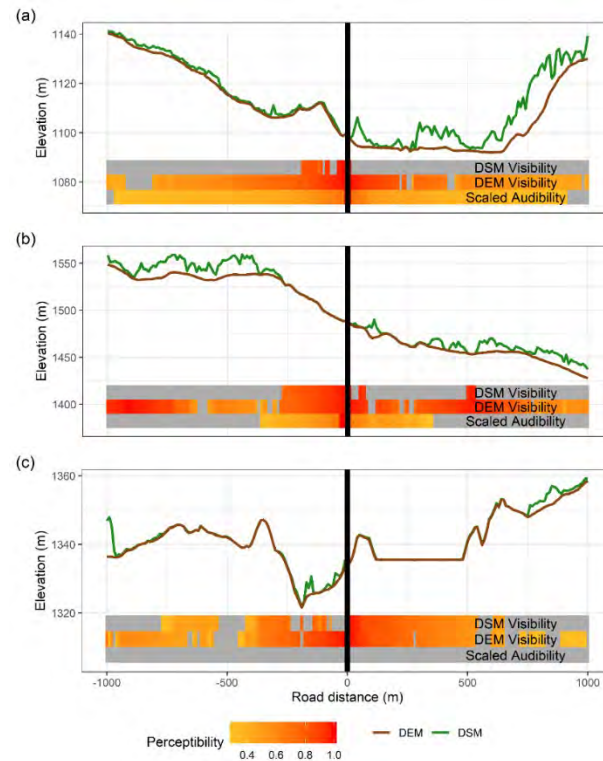 (a)
Elevation (m)
1140
1120
1100
1080
DSM Visibility
DEM Visibility
Scaled Audibility
(b)
Elevation (m)
1550
1500
1450
1400
DSM Visibility
DEM Visibility
Scaled Audibility
(c)
Elevation (m)
1360
1340
1320
DSM Visibility
DEM Visibility
Scaled Audibility
-1000 -500 0 500 1000
Road distance (m)
Perceptibility
0.4 0.6 0.8 1.0
DEM DSM